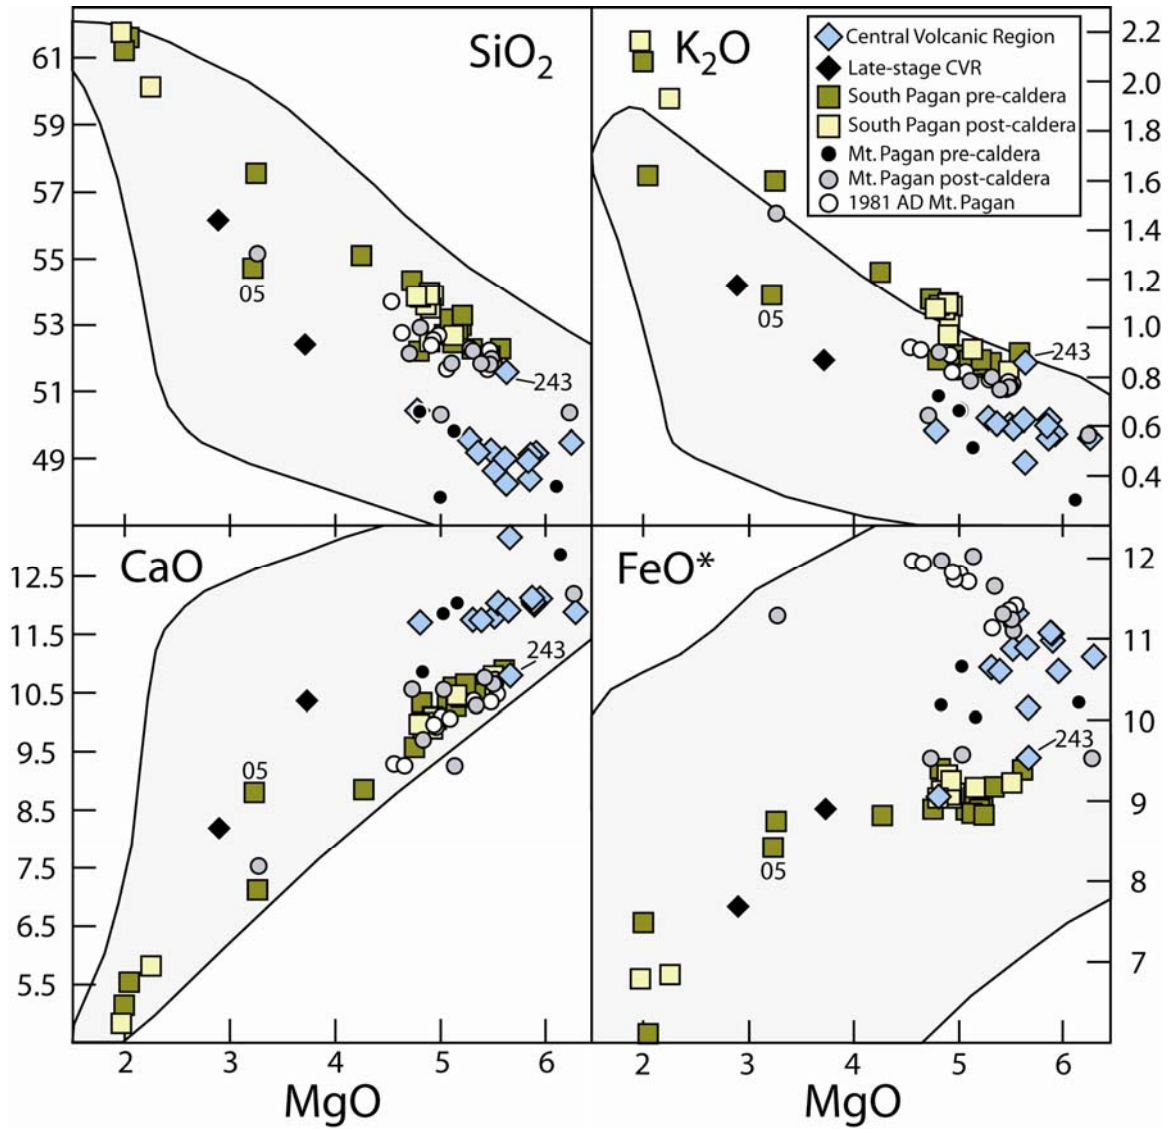 SiO2
61
59
57
55
53
51
49
05
243
K2O
2.2
2.0
1.8
1.6
1.4
1.2
1.0
0.8
0.6
0.4
05
243
Central Volcanic Region
Late-stage CVR
South Pagan pre-caldera
South Pagan post-caldera
Mt. Pagan pre-caldera
Mt. Pagan post-caldera
1981 AD Mt. Pagan
CaO
12.5
11.5
10.5
9.5
8.5
7.5
6.5
5.5
243
05
2 3 4 5 6
MgO
FeO*
12
11
10
9
8
7
243
05
2 3 4 5 6
MgO